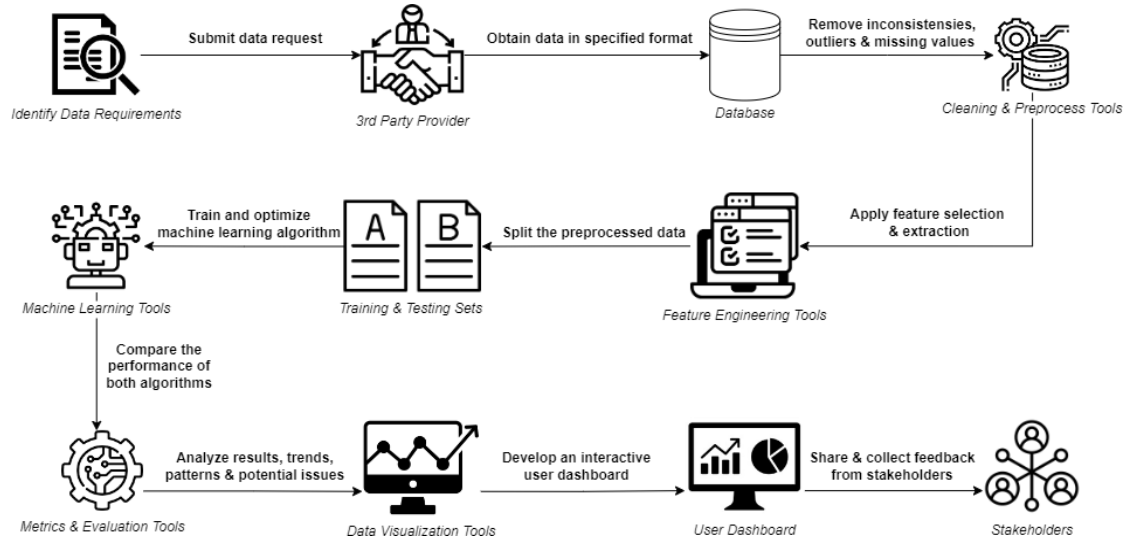 Submit data request
Obtain data in specified format
Remove inconsistensies,
outliers & missing values
Identify Data Requirements
3rd Party Provider
Database
Cleaning & Preprocess Tools
Train and optimize
machine learning algorithm
A
B
Split the preprocessed data
Apply feature selection
& extraction
Machine Learning Tools
Training & Testing Sets
Feature Engineering Tools
Compare the
performance of
both algorithms
Analyze results, trends,
patterns & potential issues
Develop an interactive
user dashboard
Share & collect feedback
from stakeholders
Metrics & Evaluation Tools
Data Visualization Tools
User Dashboard
Stakeholders